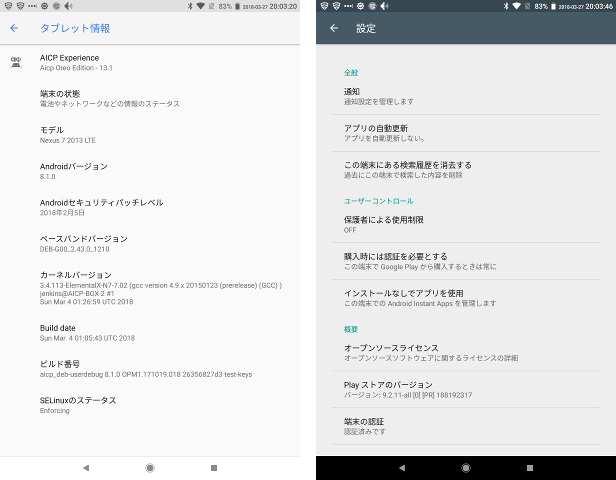 83% 2018-03-27 20:03:20
タブレット情報
AICP Experience
Aicp Oreo Edition - 13.1
端末の状態
電池やネットワークなどの情報のステータス
モデル
Nexus 7 2013 LTE
Androidバージョン
8.1.0
Androidセキュリティパッチレベル
2018年2月5日
ベースバンドバージョン
DEB-G00_2.43.0_1210
カーネルバージョン
3.4.113-ElementalX-N7-7.02 (gcc version 4.9.x 20150123 (prerelease) (GCC) )
jenkins@AICP-BOX-2 #1
Sun Mar 4 01:26:59 UTC 2018
Build date
Sun Mar 4 01:05:43 UTC 2018
ビルド番号
aicp_deb-userdebug 8.1.0 OPM1.171019.018 26356827d3 test-keys
SELinuxのステータス
Enforcing
83% 2018-03-27 20:03:46
設定
全般
通知
通知設定を管理します
アプリの自動更新
アプリを自動更新しない。
この端末にある検索履歴を消去する
過去にこの端末で検索した内容を削除
ユーザーコントロール
保護者による使用制限
OFF
購入時には認証を必要とする
この端末で Google Play から購入するときは常に
インストールなしでアプリを使用
この端末での Android Instant Apps を管理します
概要
オープンソースライセンス
オープンソースソフトウェアに関するライセンスの詳細
Play ストアのバージョン
バージョン: 9.2.11-all [0] [PR] 188192317
端末の認証
認証済みです